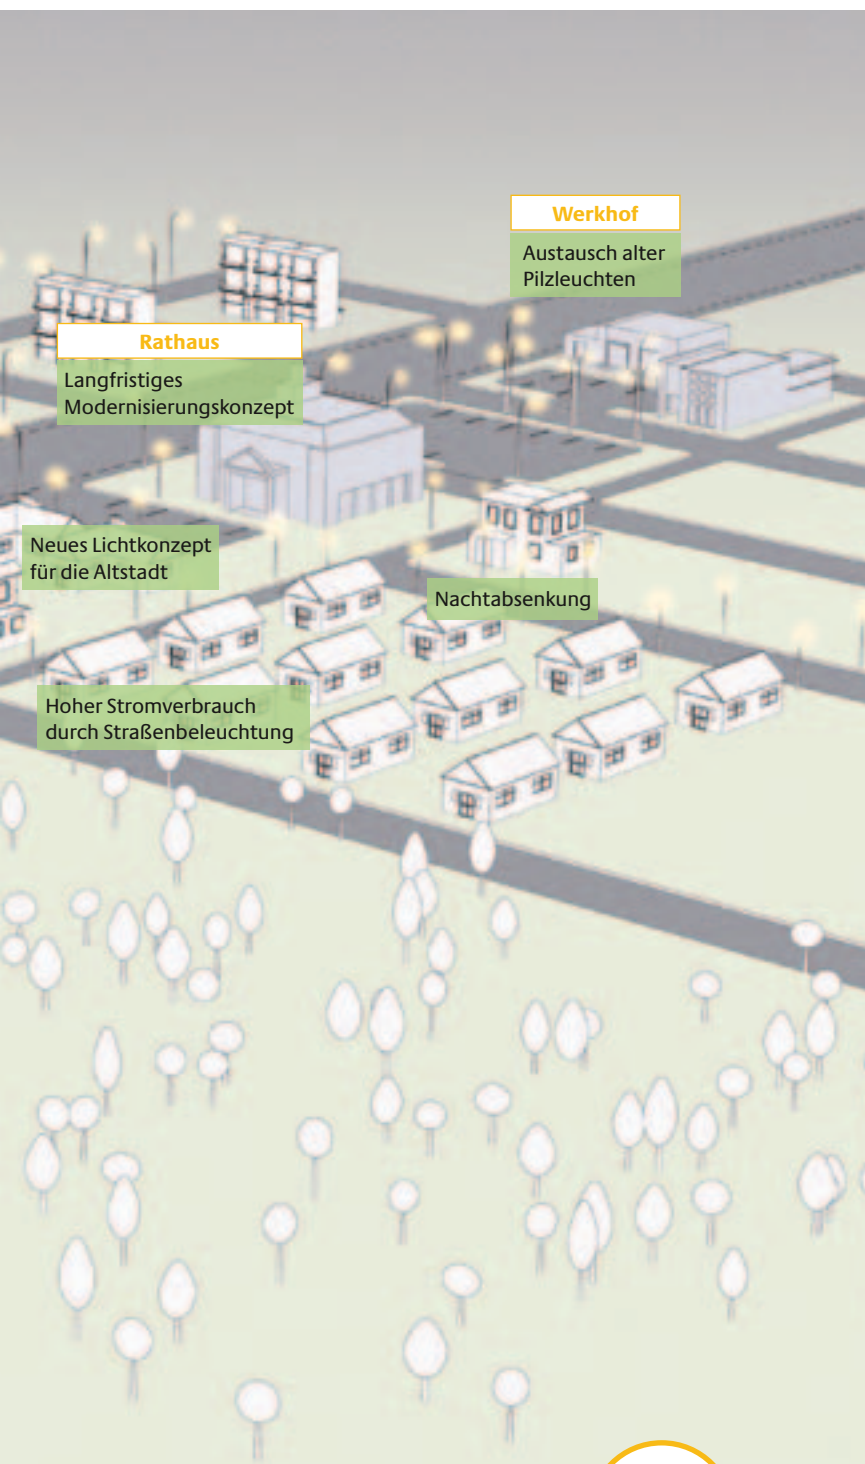 Werkhof
Austausch alter
Pilzleuchten
Rathaus
Langfristiges
Modernisierungskonzept
Neues Lichtkonzept
für die Altstadt
Nachtabsenkung
Hoher Stromverbrauch
durch Straßenbeleuchtung